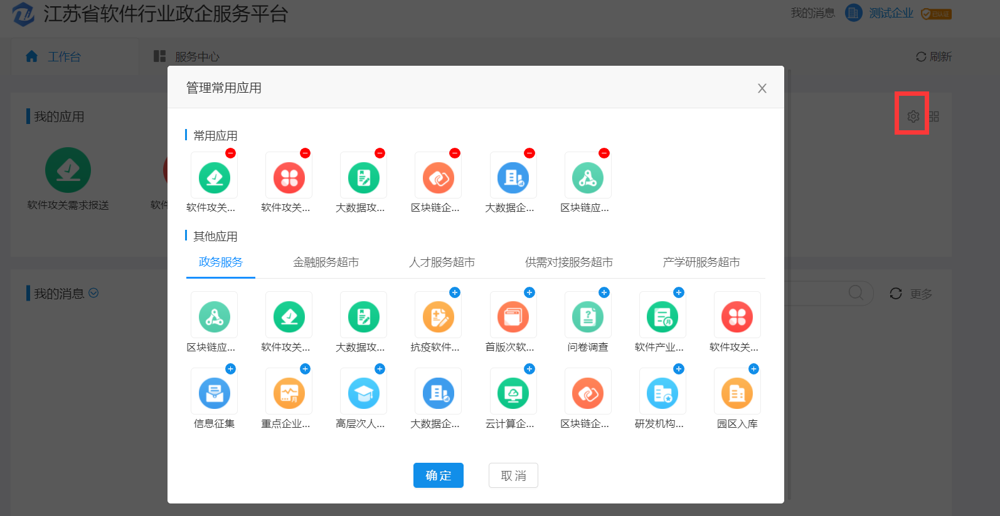 江苏省软件行业政企服务平台
我的消息 测试企业 已认证
工作台 服务中心 刷新
管理常用应用
我的应用
常用应用
软件攻关需求报送 软件
软件攻关... 软件攻关... 大数据攻... 区块链企... 大数据企... 区块链应...
其他应用
政务服务 金融服务超市 人才服务超市 供需对接服务超市 产学研服务超市
我的消息 更多
区块链应... 软件攻关... 大数据攻... 抗疫软件... 首版次软... 问卷调查 软件产业... 软件攻关...
信息征集 重点企业... 高层次人... 大数据企... 云计算企... 区块链企... 研发机构... 园区入库
确定 取消